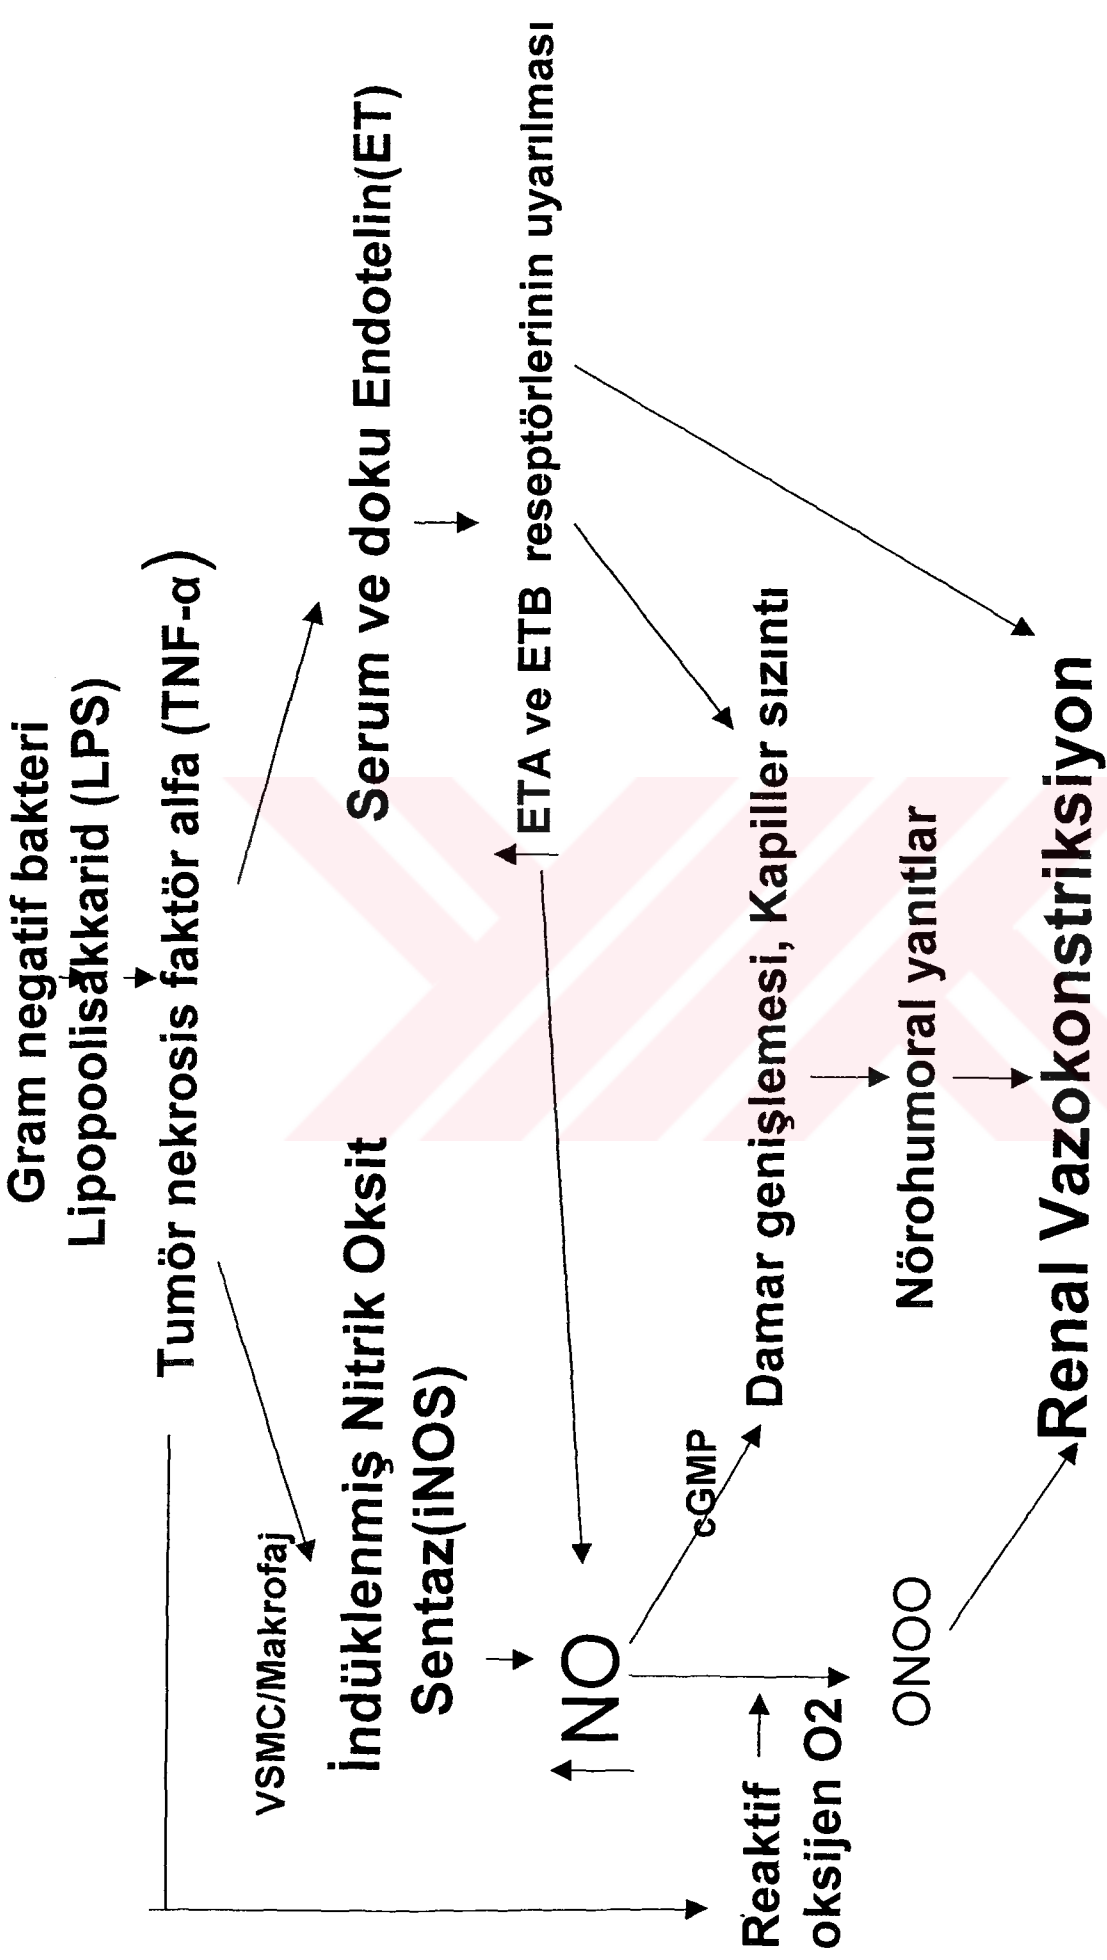 Gram negatif bakteri
Lipopoolisakkarid (LPS)
Tumör nekrosis faktör alfa (TNF-α)
VSMC/Makrofaj
İndüklenmiş Nitrik Oksit
Sentaz(iNOS)
Serum ve doku Endotelin(ET)
NO
ETA ve ETB reseptörlerinin uyarılması
cGMP
Reaktif
oksijen O2
Damar genişlemesi, Kapiller sızıntı
ONOO
Nörohumoral yanıtlar
Renal Vazokonstriksiyon